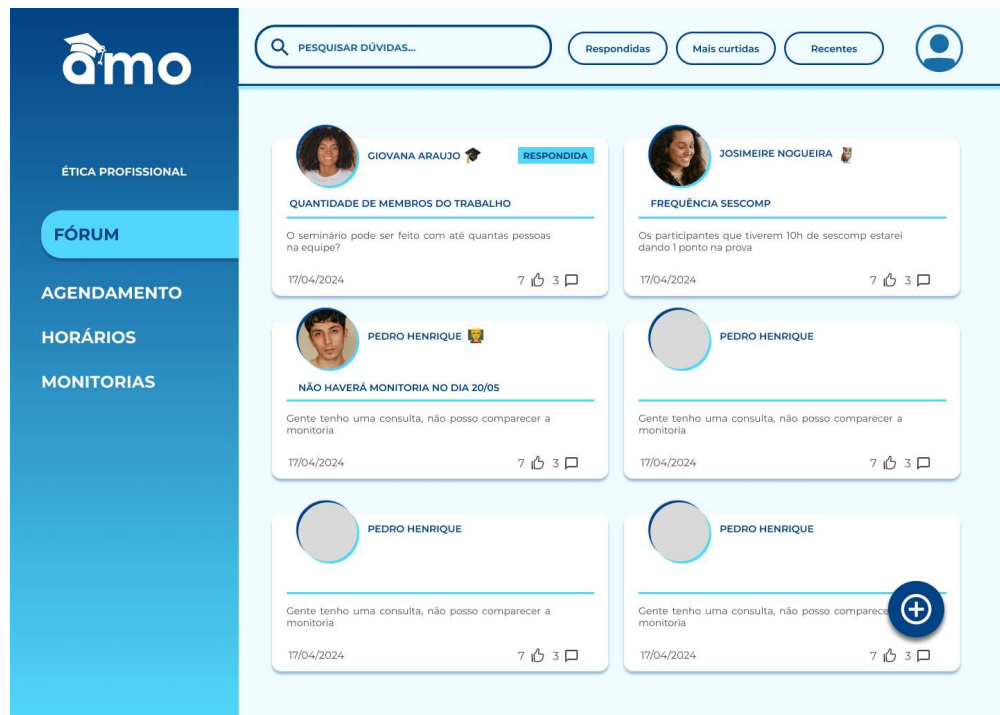 amo
PESQUISAR DÚVIDAS...
Respondidas
Mais curtidas
Recentes
ÉTICA PROFISSIONAL
FÓRUM
AGENDAMENTO
HORÁRIOS
MONITORIAS
GIOVANA ARAUJO
RESPONDIDA
QUANTIDADE DE MEMBROS DO TRABALHO
O seminário pode ser feito com até quantas pessoas
na equipe?
17/04/2024
7 3
JOSIMEIRE NOGUEIRA
FREQUÊNCIA SESCOMP
Os participantes que tiverem 10h de sescomp estarei
dando 1 ponto na prova
17/04/2024
7 3
PEDRO HENRIQUE
NÃO HAVERÁ MONITORIA NO DIA 20/05
Gente tenho uma consulta, não posso comparecer a
monitoria
17/04/2024
7 3
PEDRO HENRIQUE
Gente tenho uma consulta, não posso comparecer a
monitoria
17/04/2024
7 3
PEDRO HENRIQUE
Gente tenho uma consulta, não posso comparecer a
monitoria
17/04/2024
7 3
PEDRO HENRIQUE
Gente tenho uma consulta, não posso comparece
monitoria
17/04/2024
7 3